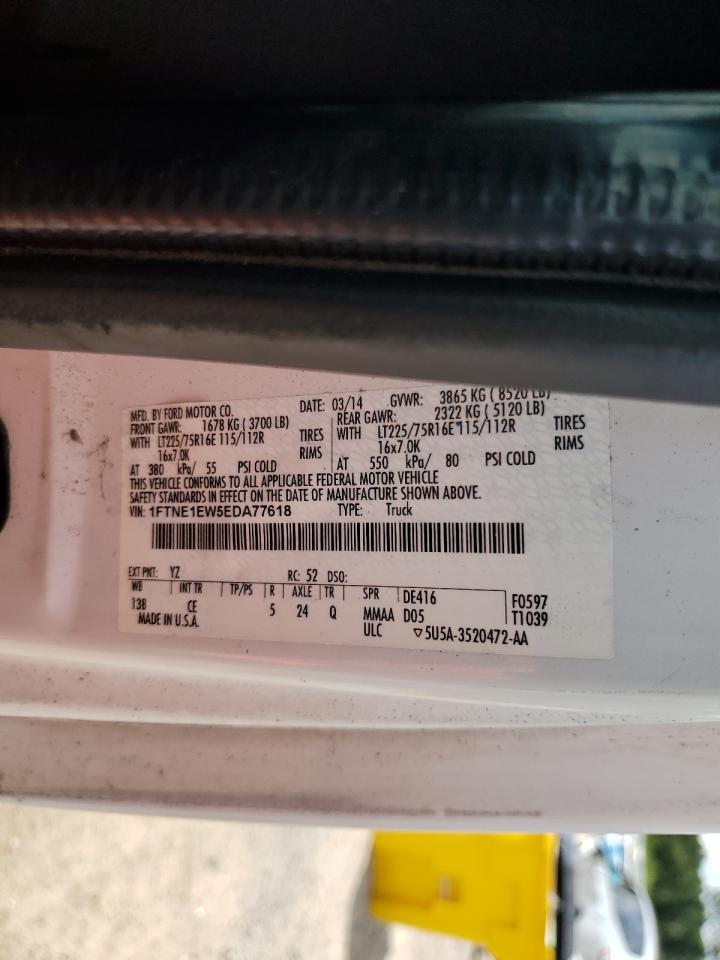 MFD. BY FORD MOTOR CO. DATE: 03/14 GVWR: 3865 KG ( 8520 LB)
FRONT GAWR: 1678 KG ( 3700 LB) REAR GAWR: 2322 KG ( 5120 LB)
WITH LT225/75R16E 115/112R TIRES WITH LT225/75R16E 115/112R TIRES
16x7.0K RIMS 16x7.0K RIMS
AT 380 kPa/ 55 PSI COLD AT 550 kPa/ 80 PSI COLD
THIS VEHICLE CONFORMS TO ALL APPLICABLE FEDERAL MOTOR VEHICLE
SAFETY STANDARDS IN EFFECT ON THE DATE OF MANUFACTURE SHOWN ABOVE.
VIN: 1FTNE1EW5EDA77618 TYPE: Truck
EXT PNT: YZ RC: 52 DSO:
WB INT TR TP/PS R AXLE TR SPR DE416 F0597
138 CE 5 24 Q MMAA D05 T1039
MADE IN U.S.A. ULC ▽5U5A-3520472-AA